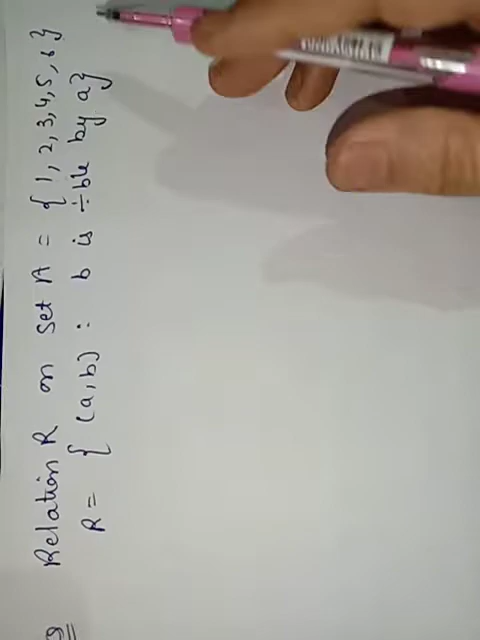 Q Relation R on set A = { 1, 2, 3, 4, 5, 6 }
R = { (a, b) : b is ÷ble by a }